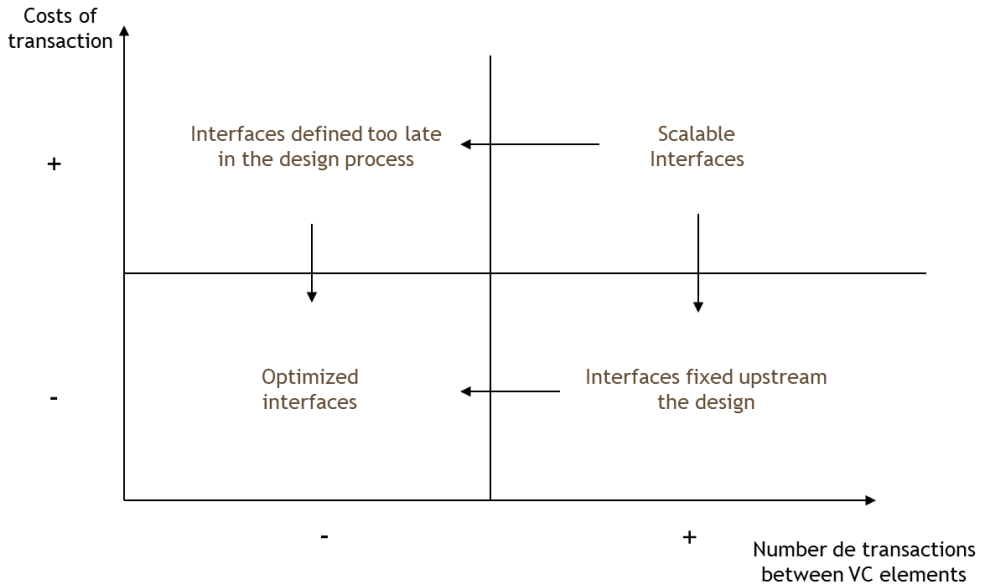 Costs of
transaction
Interfaces defined too late
in the design process
Scalable
Interfaces
+
Optimized
interfaces
Interfaces fixed upstream
the design
-
-
+
Number de transactions
between VC elements